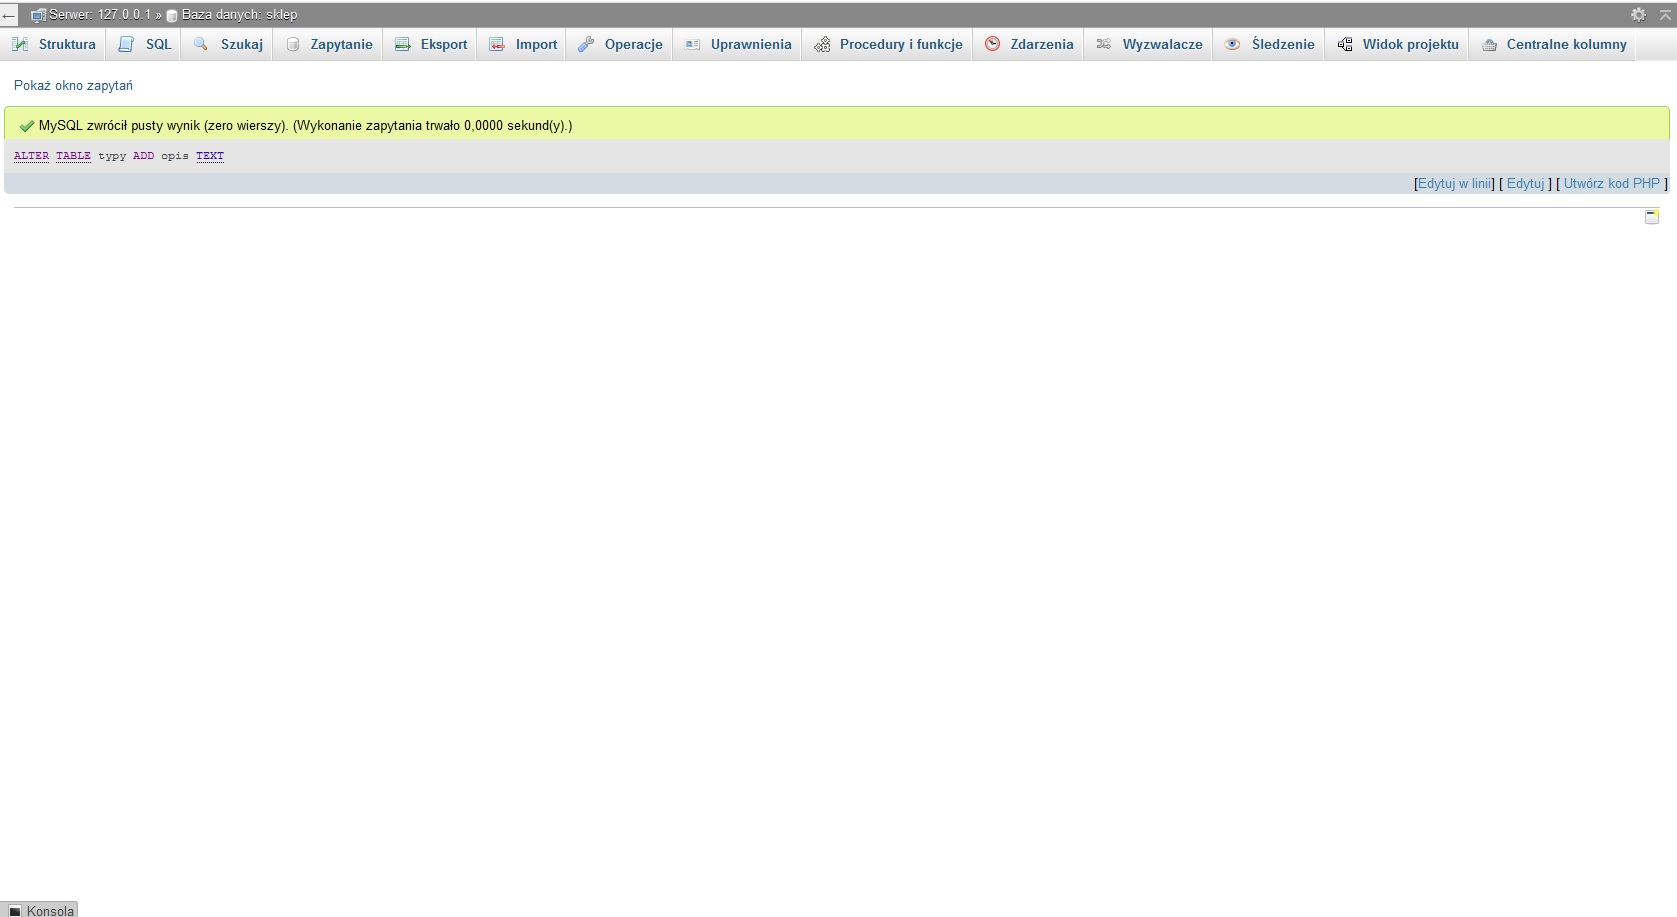 ← Serwer: 127.0.0.1 » Baza danych: sklep
Struktura SQL Szukaj Zapytanie Eksport Import Operacje Uprawnienia Procedury i funkcje Zdarzenia Wyzwalacze Śledzenie Widok projektu Centralne kolumny
Pokaż okno zapytań
MySQL zwrócił pusty wynik (zero wierszy). (Wykonanie zapytania trwało 0,0000 sekund(y).)
ALTER TABLE typy ADD opis TEXT
[Edytuj w linii] [ Edytuj ] [ Utwórz kod PHP ]
Konsola